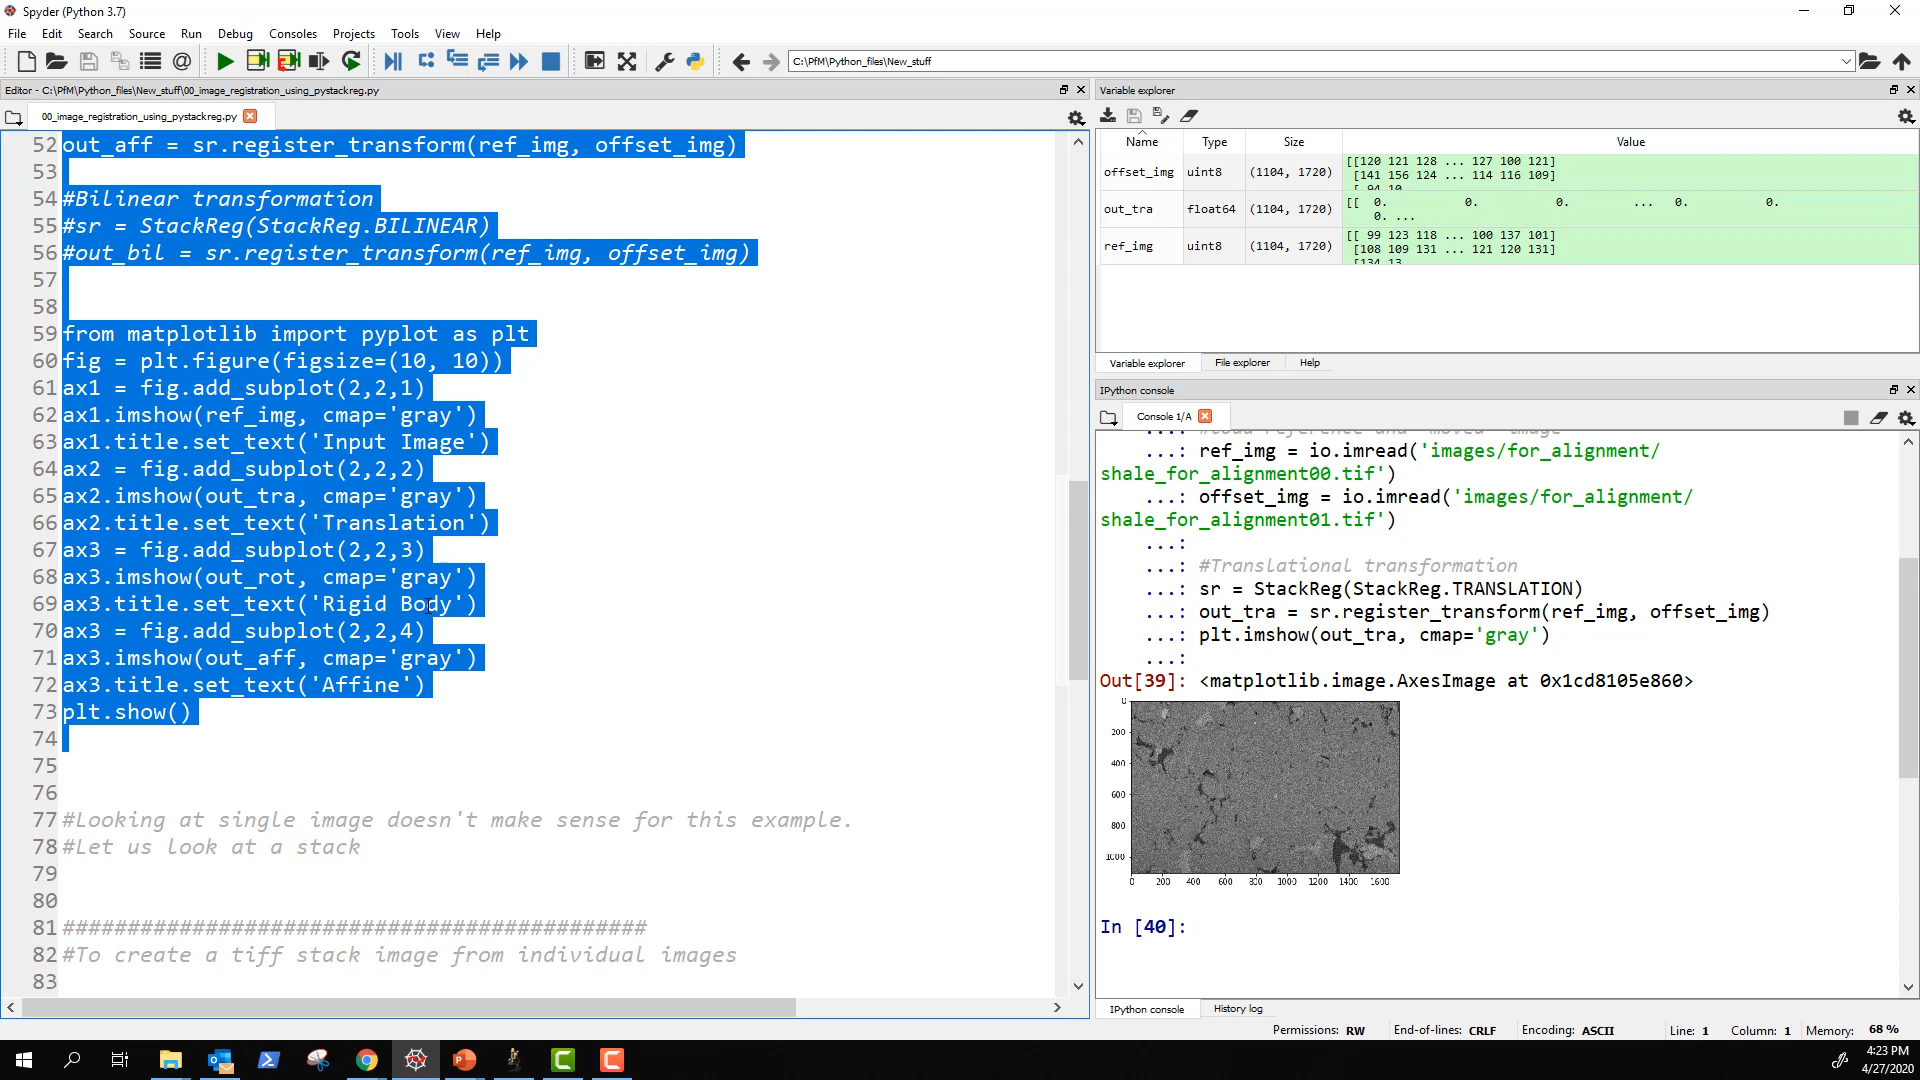 Spyder (Python 3.7)
File Edit Search Source Run Debug Consoles Projects Tools View Help
C:\PfM\Python_files\New_stuff
Editor - C:\PfM\Python_files\New_stuff\00_image_registration_using_pystackreg.py
00_image_registration_using_pystackreg.py
52 out_aff = sr.register_transform(ref_img, offset_img)
53
54 #Bilinear transformation
55 #sr = StackReg(StackReg.BILINEAR)
56 #out_bil = sr.register_transform(ref_img, offset_img)
57
58
59 from matplotlib import pyplot as plt
60 fig = plt.figure(figsize=(10, 10))
61 ax1 = fig.add_subplot(2,2,1)
62 ax1.imshow(ref_img, cmap='gray')
63 ax1.title.set_text('Input Image')
64 ax2 = fig.add_subplot(2,2,2)
65 ax2.imshow(out_tra, cmap='gray')
66 ax2.title.set_text('Translation')
67 ax3 = fig.add_subplot(2,2,3)
68 ax3.imshow(out_rot, cmap='gray')
69 ax3.title.set_text('Rigid Body')
70 ax3 = fig.add_subplot(2,2,4)
71 ax3.imshow(out_aff, cmap='gray')
72 ax3.title.set_text('Affine')
73 plt.show()
74
75
76
77 #Looking at single image doesn't make sense for this example.
78 #Let us look at a stack
79
80
81 #############################################
82 #To create a tiff stack image from individual images
83
Variable explorer
Name Type Size Value
offset_img uint8 (1104, 1720) [[120 121 128 ... 127 100 121]
[141 156 124 ... 114 116 109]
[ 94 10
out_tra float64 (1104, 1720) [[ 0. 0. 0. ... 0. 0.
0. ...
ref_img uint8 (1104, 1720) [[ 99 123 118 ... 100 137 101]
[108 109 131 ... 121 120 131]
[134 13
Variable explorer File explorer Help
IPython console
Console 1/A
...: #Load reference and "moved" image
...: ref_img = io.imread('images/for_alignment/
shale_for_alignment00.tif')
...: offset_img = io.imread('images/for_alignment/
shale_for_alignment01.tif')
...:
...: #Translational transformation
...: sr = StackReg(StackReg.TRANSLATION)
...: out_tra = sr.register_transform(ref_img, offset_img)
...: plt.imshow(out_tra, cmap='gray')
...:
Out[39]: <matplotlib.image.AxesImage at 0x1cd8105e860>
0
200
400
600
800
1000
0 200 400 600 800 1000 1200 1400 1600
In [40]:
IPython console History log
Permissions: RW End-of-lines: CRLF Encoding: ASCII Line: 1 Column: 1 Memory: 68 %
4:23 PM
4/27/2020